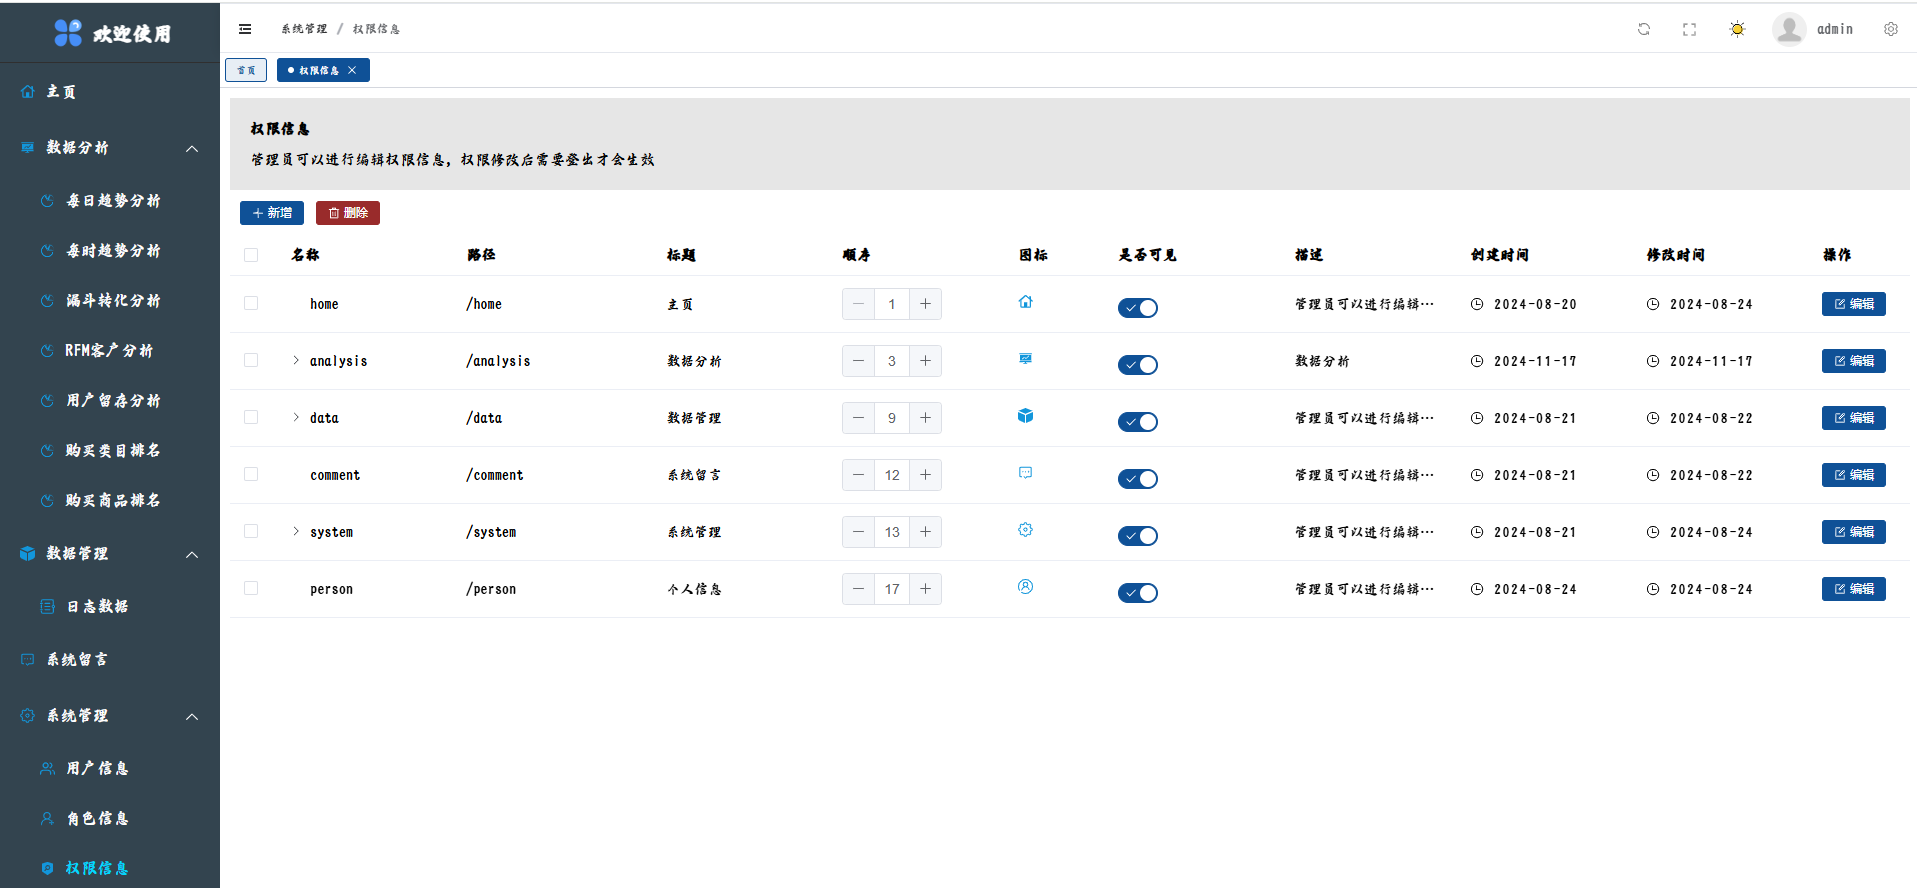 欢迎使用
主页
数据分析
每日趋势分析
每时趋势分析
漏斗转化分析
RFM客户分析
用户留存分析
购买类目排名
购买商品排名
数据管理
日志数据
系统留言
系统管理
用户信息
角色信息
权限信息
系统管理 / 权限信息
admin
首页
权限信息
权限信息
管理员可以进行编辑权限信息，权限修改后需要登出才会生效
新增 删除
名称 路径 标题 顺序 图标 是否可见 描述 创建时间 修改时间 操作
home /home 主页 1 管理员可以进行编辑… 2024-08-20 2024-08-24 编辑
analysis /analysis 数据分析 3 数据分析 2024-11-17 2024-11-17 编辑
data /data 数据管理 9 管理员可以进行编辑… 2024-08-21 2024-08-22 编辑
comment /comment 系统留言 12 管理员可以进行编辑… 2024-08-21 2024-08-22 编辑
system /system 系统管理 13 管理员可以进行编辑… 2024-08-21 2024-08-24 编辑
person /person 个人信息 17 管理员可以进行编辑… 2024-08-24 2024-08-24 编辑